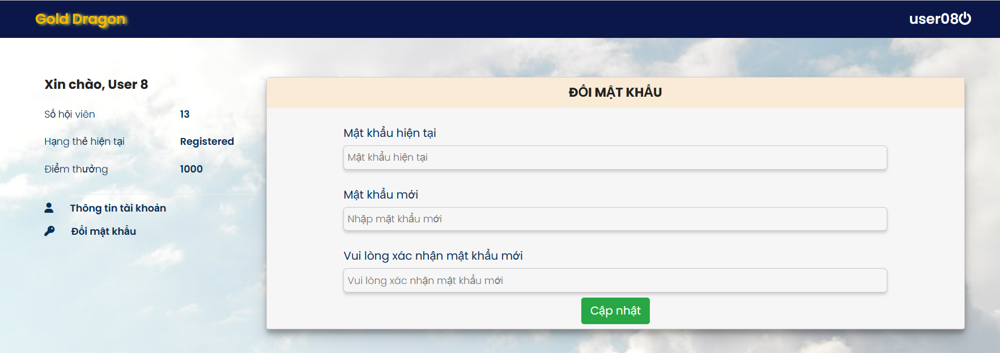 Gold Dragon
user08
Xin chào, User 8
Số hội viên 13
Hạng thẻ hiện tại Registered
Điểm thưởng 1000
Thông tin tài khoản
Đổi mật khẩu
ĐỔI MẬT KHẨU
Mật khẩu hiện tại
Mật khẩu hiện tại
Mật khẩu mới
Nhập mật khẩu mới
Vui lòng xác nhận mật khẩu mới
Vui lòng xác nhận mật khẩu mới
Cập nhật